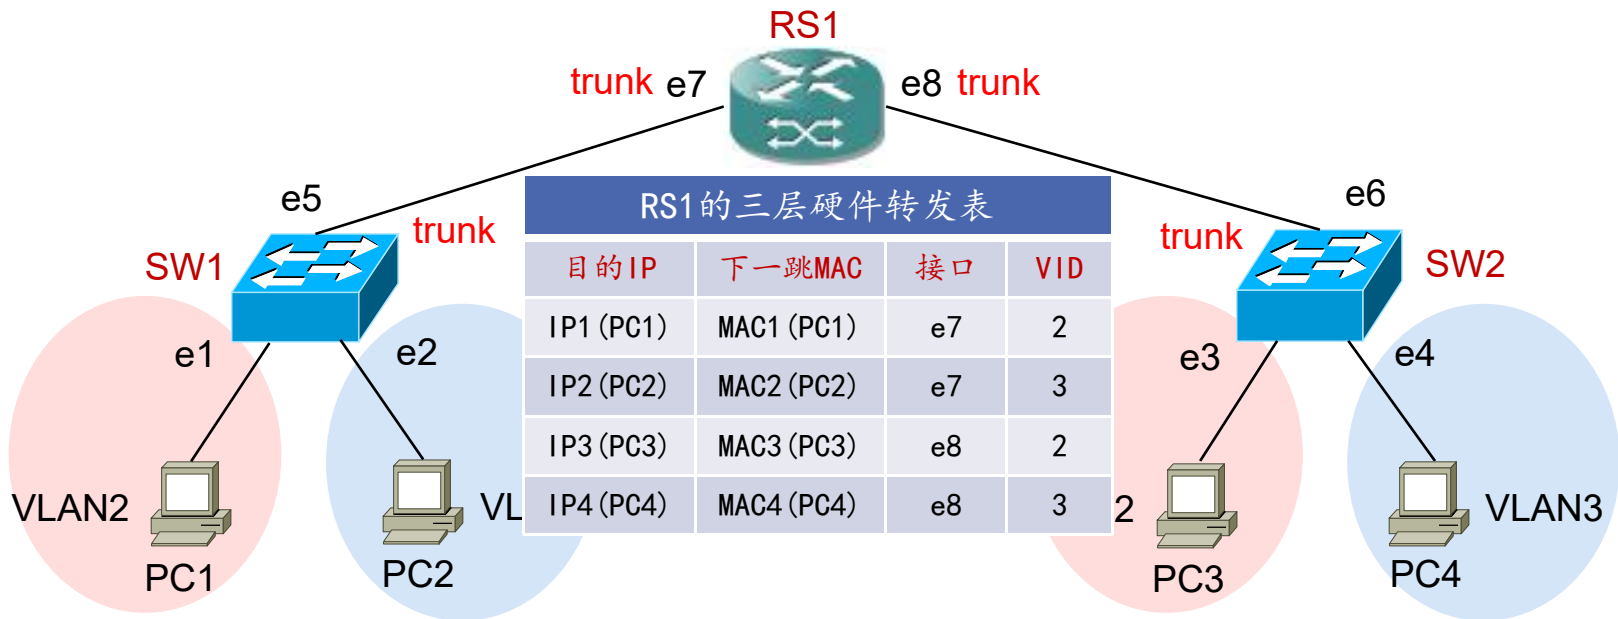 RS1
trunk e7
e8 trunk
e5
trunk
SW1
e6
trunk
SW2
RS1的三层硬件转发表
目的IP 下一跳MAC 接口 VID
IP1(PC1) MAC1(PC1) e7 2
IP2(PC2) MAC2(PC2) e7 3
IP3(PC3) MAC3(PC3) e8 2
IP4(PC4) MAC4(PC4) e8 3
e1
e2
e3
e4
VLAN2
VL
2
VLAN3
PC1
PC2
PC3
PC4